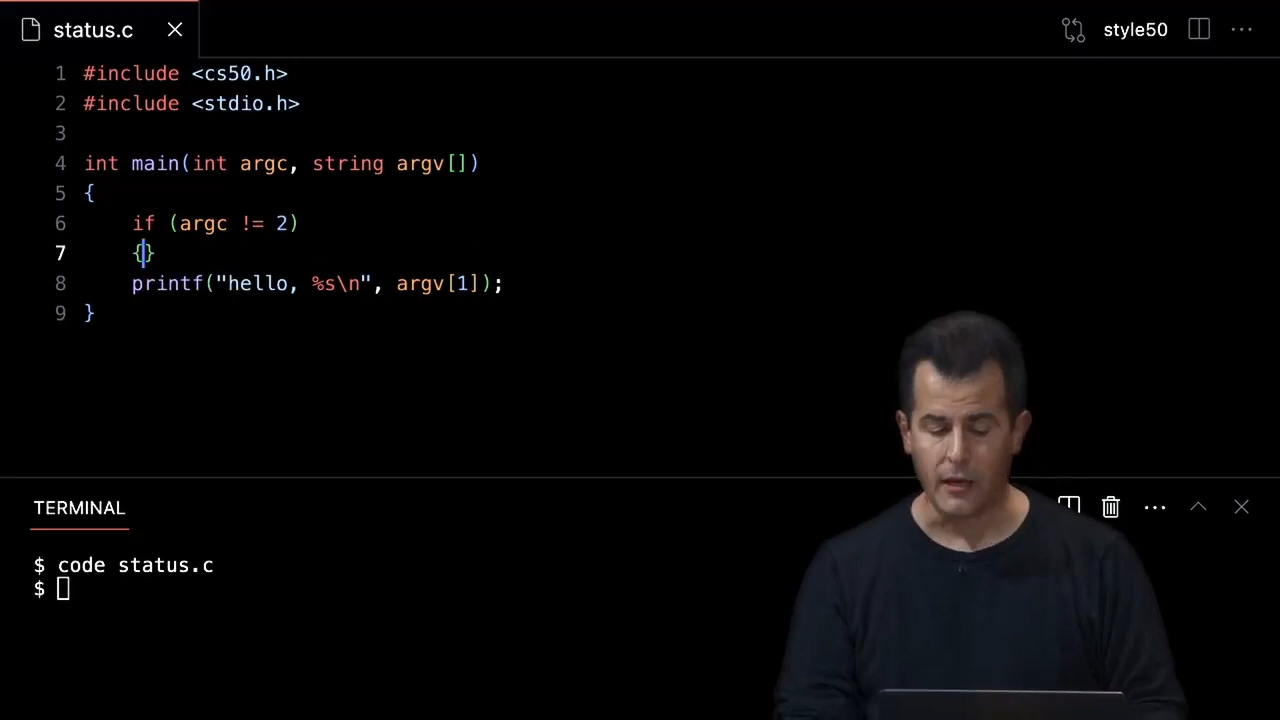 status.c
style50
1 #include <cs50.h>
2 #include <stdio.h>
3
4 int main(int argc, string argv[])
5 {
6     if (argc != 2)
7     {}
8     printf("hello, %s\n", argv[1]);
9 }
TERMINAL
$ code status.c
$